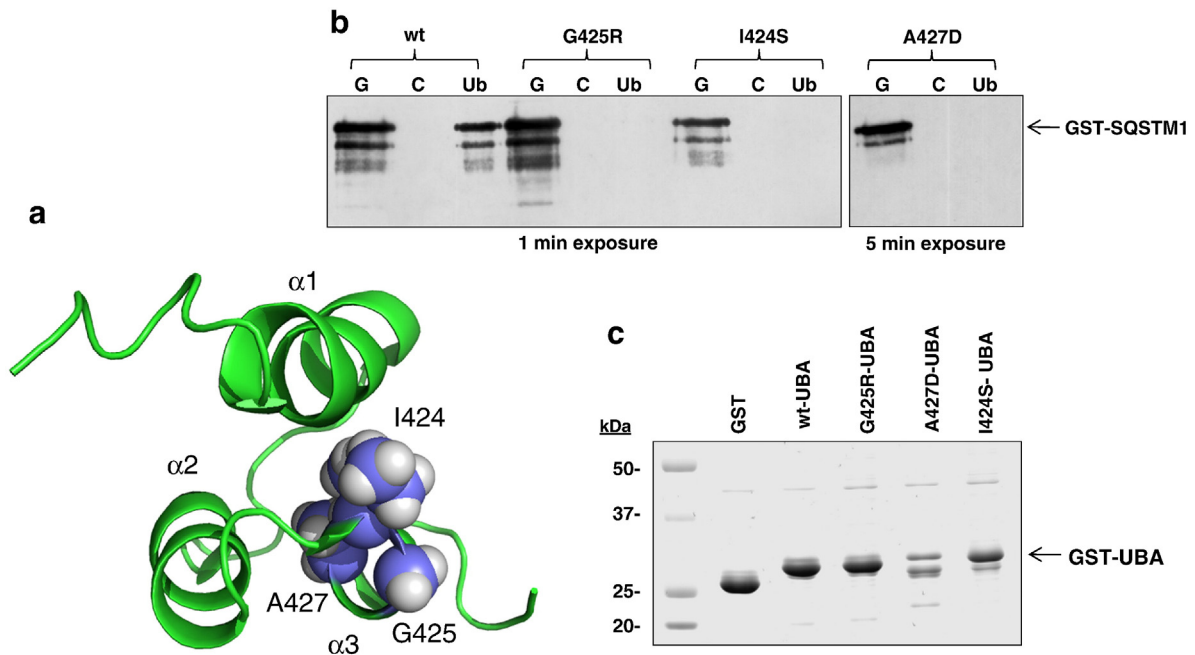 b
wt G425R I424S A427D
G C Ub G C Ub G C Ub G C Ub
GST-SQSTM1
1 min exposure 5 min exposure
a
α1
I424
α2
A427
α3
G425
c
GST wt-UBA G425R-UBA A427D-UBA I424S- UBA
kDa
50-
37-
25-
20-
GST-UBA